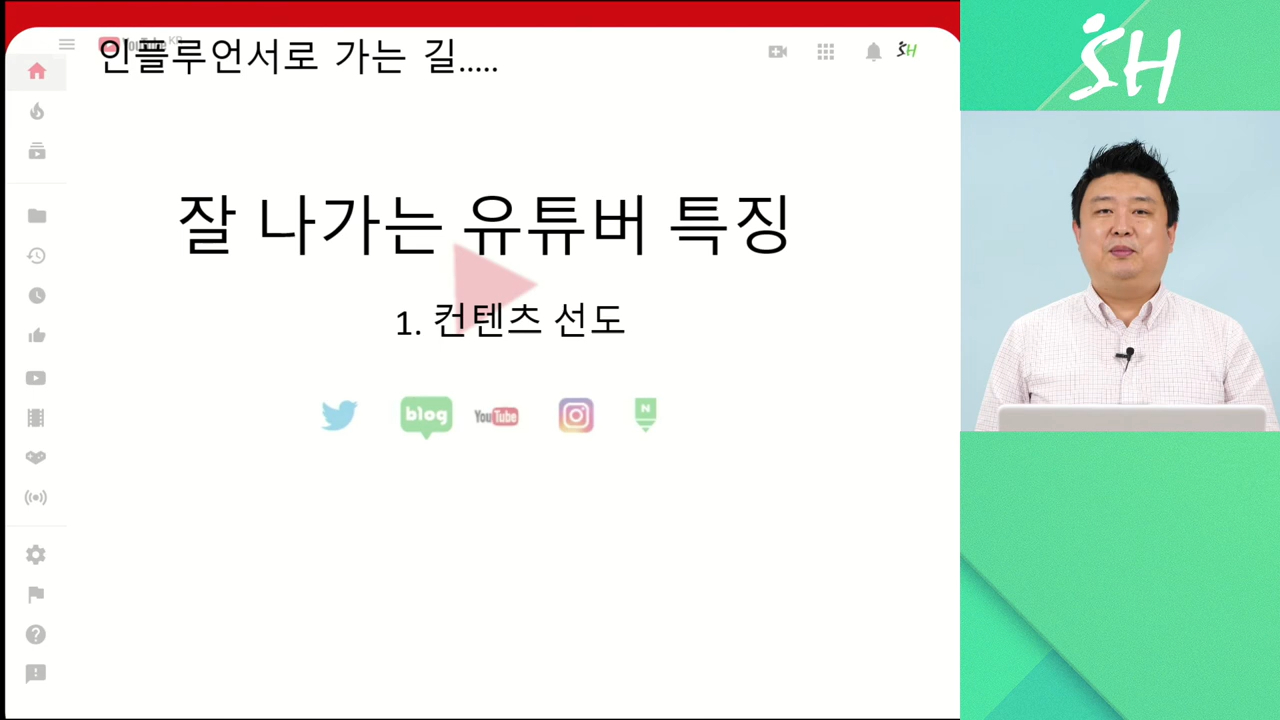 인플루언서로 가는 길.....
SH
SH
잘 나가는 유튜버 특징
1. 컨텐츠 선도
blog
YouTube
N